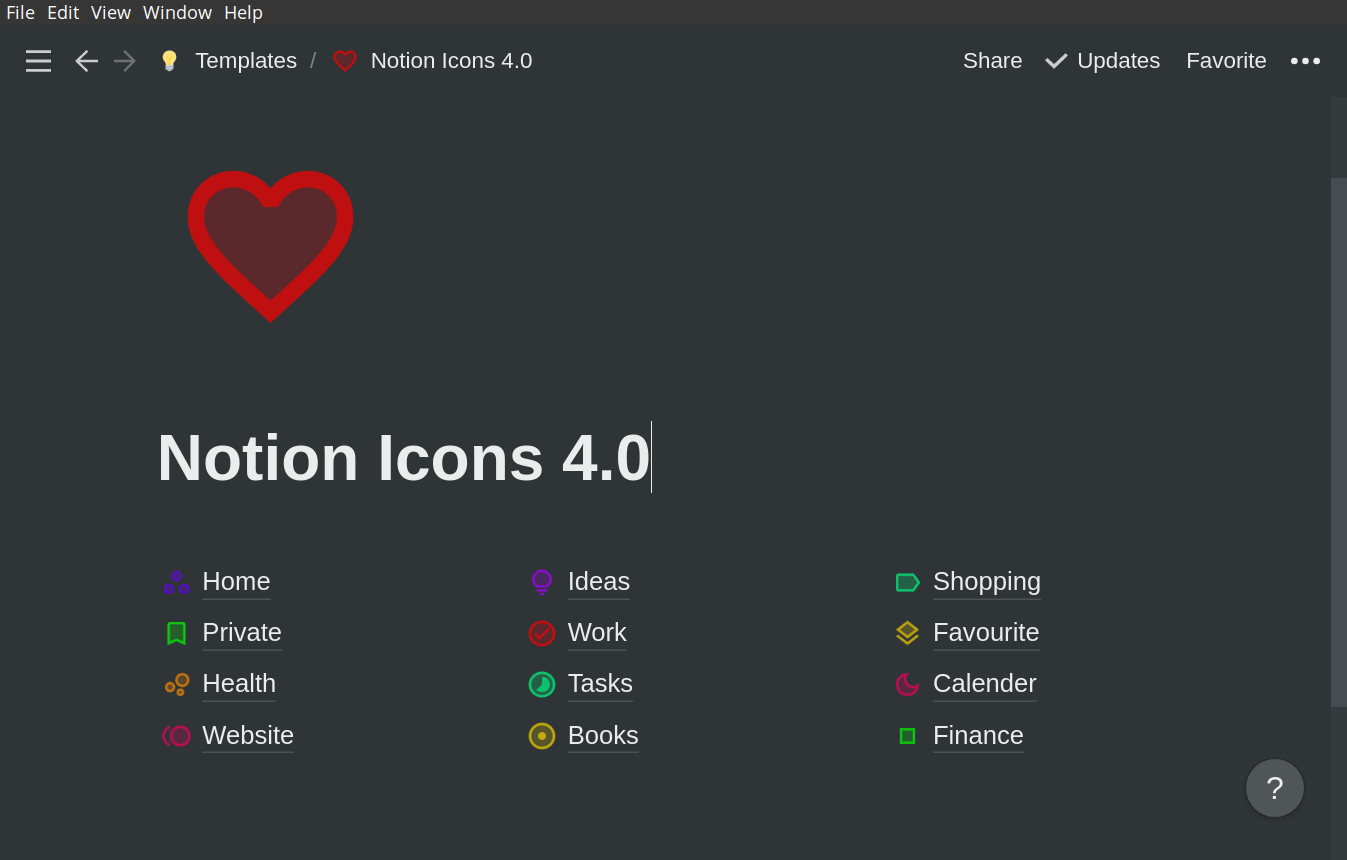 File Edit View Window Help
Templates / Notion Icons 4.0 Share Updates Favorite
Notion Icons 4.0
Home Ideas Shopping
Private Work Favourite
Health Tasks Calender
Website Books Finance
?